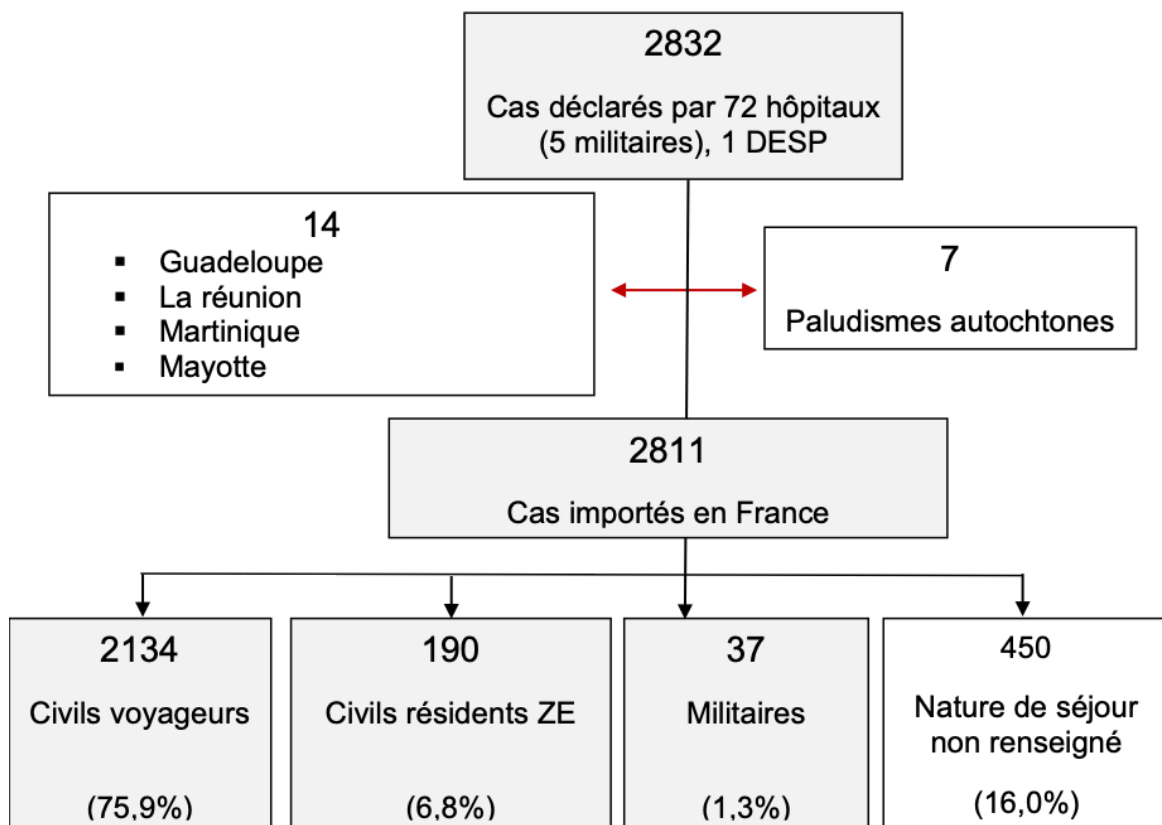 2832
Cas déclarés par 72 hôpitaux
(5 militaires), 1 DESP
14
▪ Guadeloupe
▪ La réunion
▪ Martinique
▪ Mayotte
7
Paludismes autochtones
2811
Cas importés en France
2134
Civils voyageurs
(75,9%)
190
Civils résidents ZE
(6,8%)
37
Militaires
(1,3%)
450
Nature de séjour
non renseigné
(16,0%)